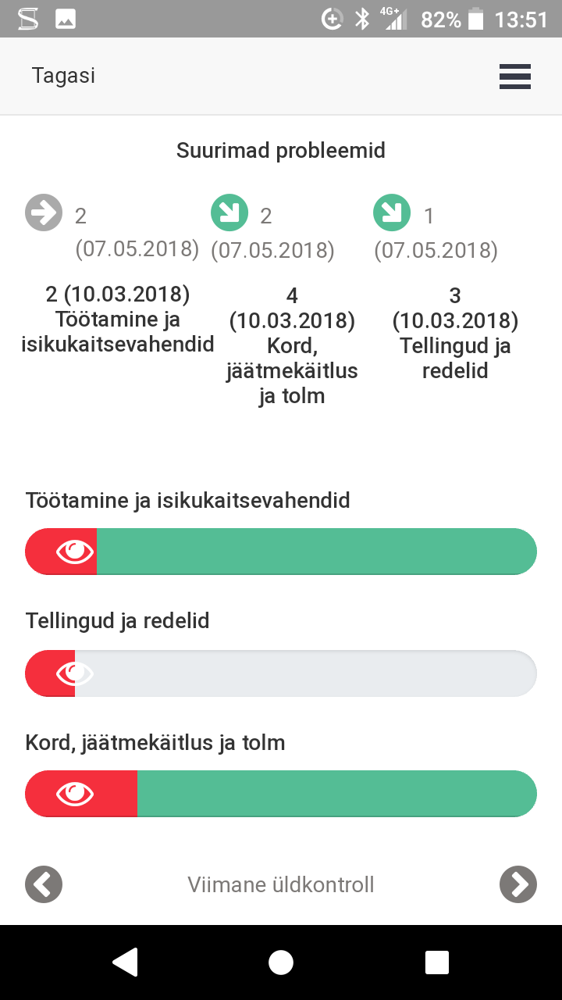 4G+ 82% 13:51
Tagasi
Suurimad probleemid
2
(07.05.2018)
2 (10.03.2018)
Töötamine ja
isikukaitsevahendid
2
(07.05.2018)
4
(10.03.2018)
Kord,
jäätmekäitlus
ja tolm
1
(07.05.2018)
3
(10.03.2018)
Tellingud ja
redelid
Töötamine ja isikukaitsevahendid
Tellingud ja redelid
Kord, jäätmekäitlus ja tolm
Viimane üldkontroll